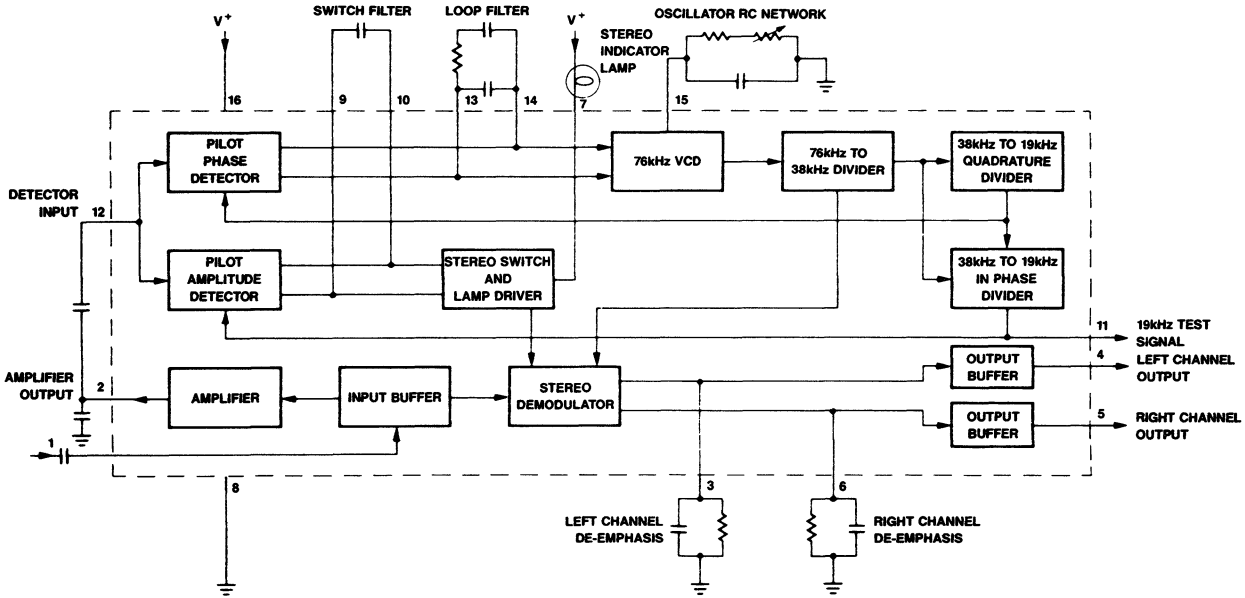 SWITCH FILTER
LOOP FILTER
OSCILLATOR RC NETWORK
V+
V+
STEREO
INDICATOR
LAMP
16
9
10
13
14
7
15
PILOT
PHASE
DETECTOR
76kHz VCD
76kHz TO
38kHz DIVIDER
38kHz TO 19kHz
QUADRATURE
DIVIDER
DETECTOR
INPUT
12
PILOT
AMPLITUDE
DETECTOR
STEREO SWITCH
AND
LAMP DRIVER
38kHz TO 19kHz
IN PHASE
DIVIDER
11
19kHz TEST
SIGNAL
AMPLIFIER
OUTPUT
2
AMPLIFIER
INPUT BUFFER
STEREO
DEMODULATOR
OUTPUT
BUFFER
4
LEFT CHANNEL
OUTPUT
OUTPUT
BUFFER
5
RIGHT CHANNEL
OUTPUT
1
8
3
6
LEFT CHANNEL
DE-EMPHASIS
RIGHT CHANNEL
DE-EMPHASIS